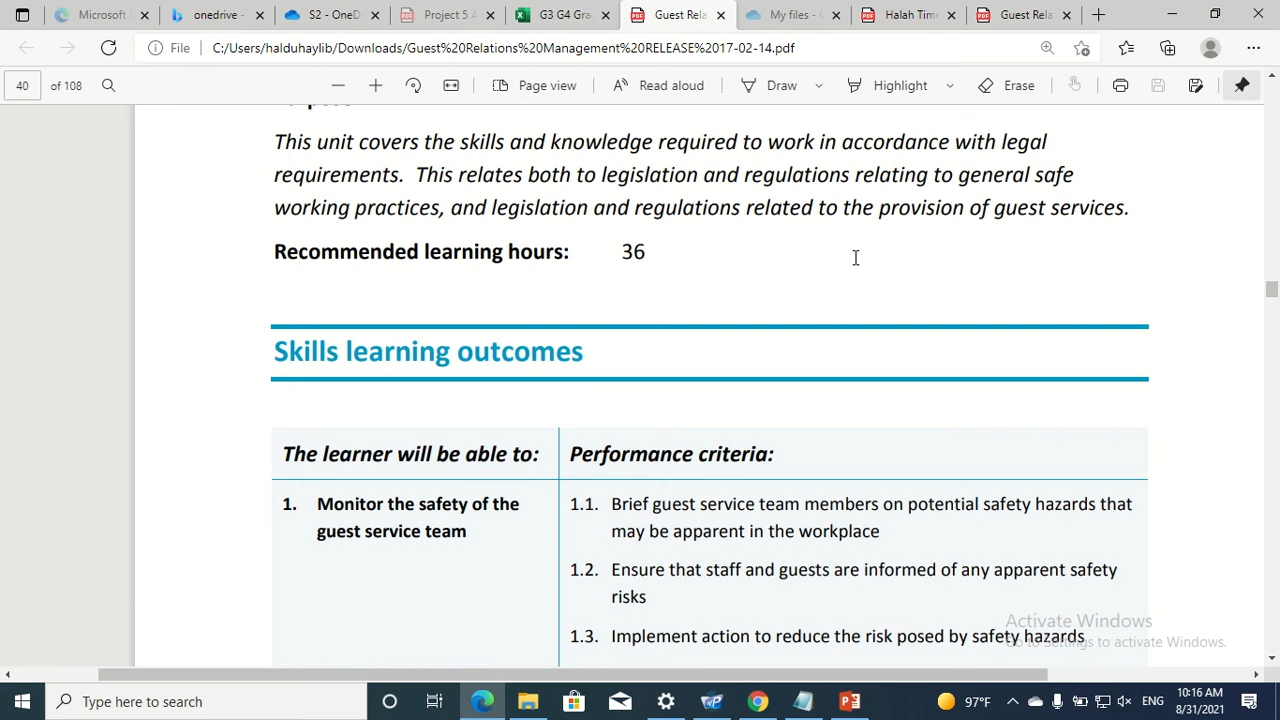 Microsoft
onedrive -
S2 - OneD
Project 5 A
G3 G4 Gra
Guest Rela
My files - O
Halah Time
Guest Rela
File
C:/Users/halduhaylib/Downloads/Guest%20Relations%20Management%20RELEASE%2017-02-14.pdf
40 of 108
Page view
Read aloud
Draw
Highlight
Erase
This unit covers the skills and knowledge required to work in accordance with legal
requirements. This relates both to legislation and regulations relating to general safe
working practices, and legislation and regulations related to the provision of guest services.
Recommended learning hours: 36
Skills learning outcomes
The learner will be able to:
Performance criteria:
1. Monitor the safety of the
guest service team
1.1. Brief guest service team members on potential safety hazards that
may be apparent in the workplace
1.2. Ensure that staff and guests are informed of any apparent safety
risks
1.3. Implement action to reduce the risk posed by safety hazards
Activate Windows
Go to Settings to activate Windows.
Type here to search
97°F
ENG
10:16 AM
8/31/2021